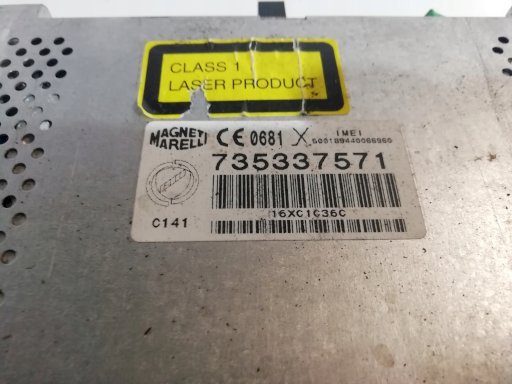 CLASS 1
LASER PRODUCT
MAGNETI
MARELLI
CE 0681 X
IMEI
735337571
16XC1C36C
C141